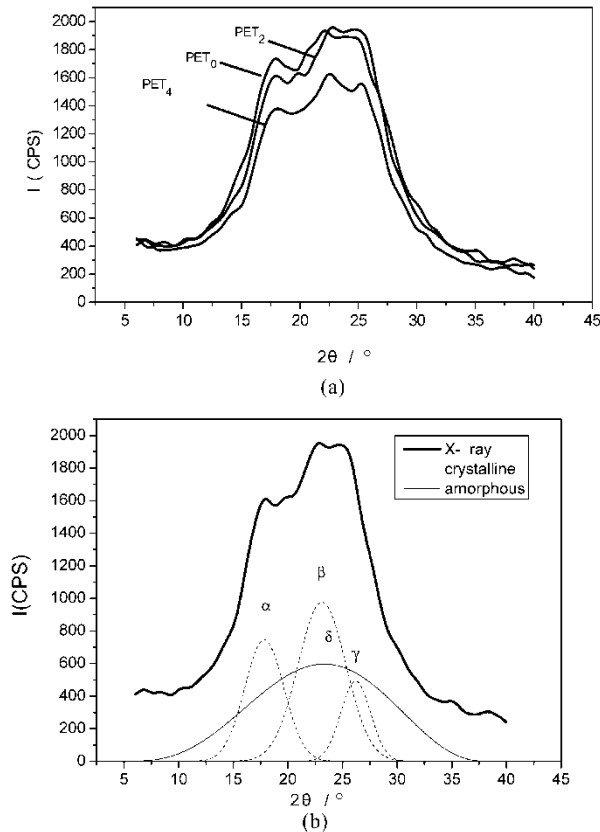 2000
1800
1600
1400
1200
1000
800
600
400
200
0
I ( CPS)
PET2
PET0
PET4
5 10 15 20 25 30 35 40 45
2θ / °
(a)
2000
1800
1600
1400
1200
1000
800
600
400
200
0
I(CPS)
X- ray
crystalline
amorphous
α
β
δ
γ
5 10 15 20 25 30 35 40 45
2θ / °
(b)